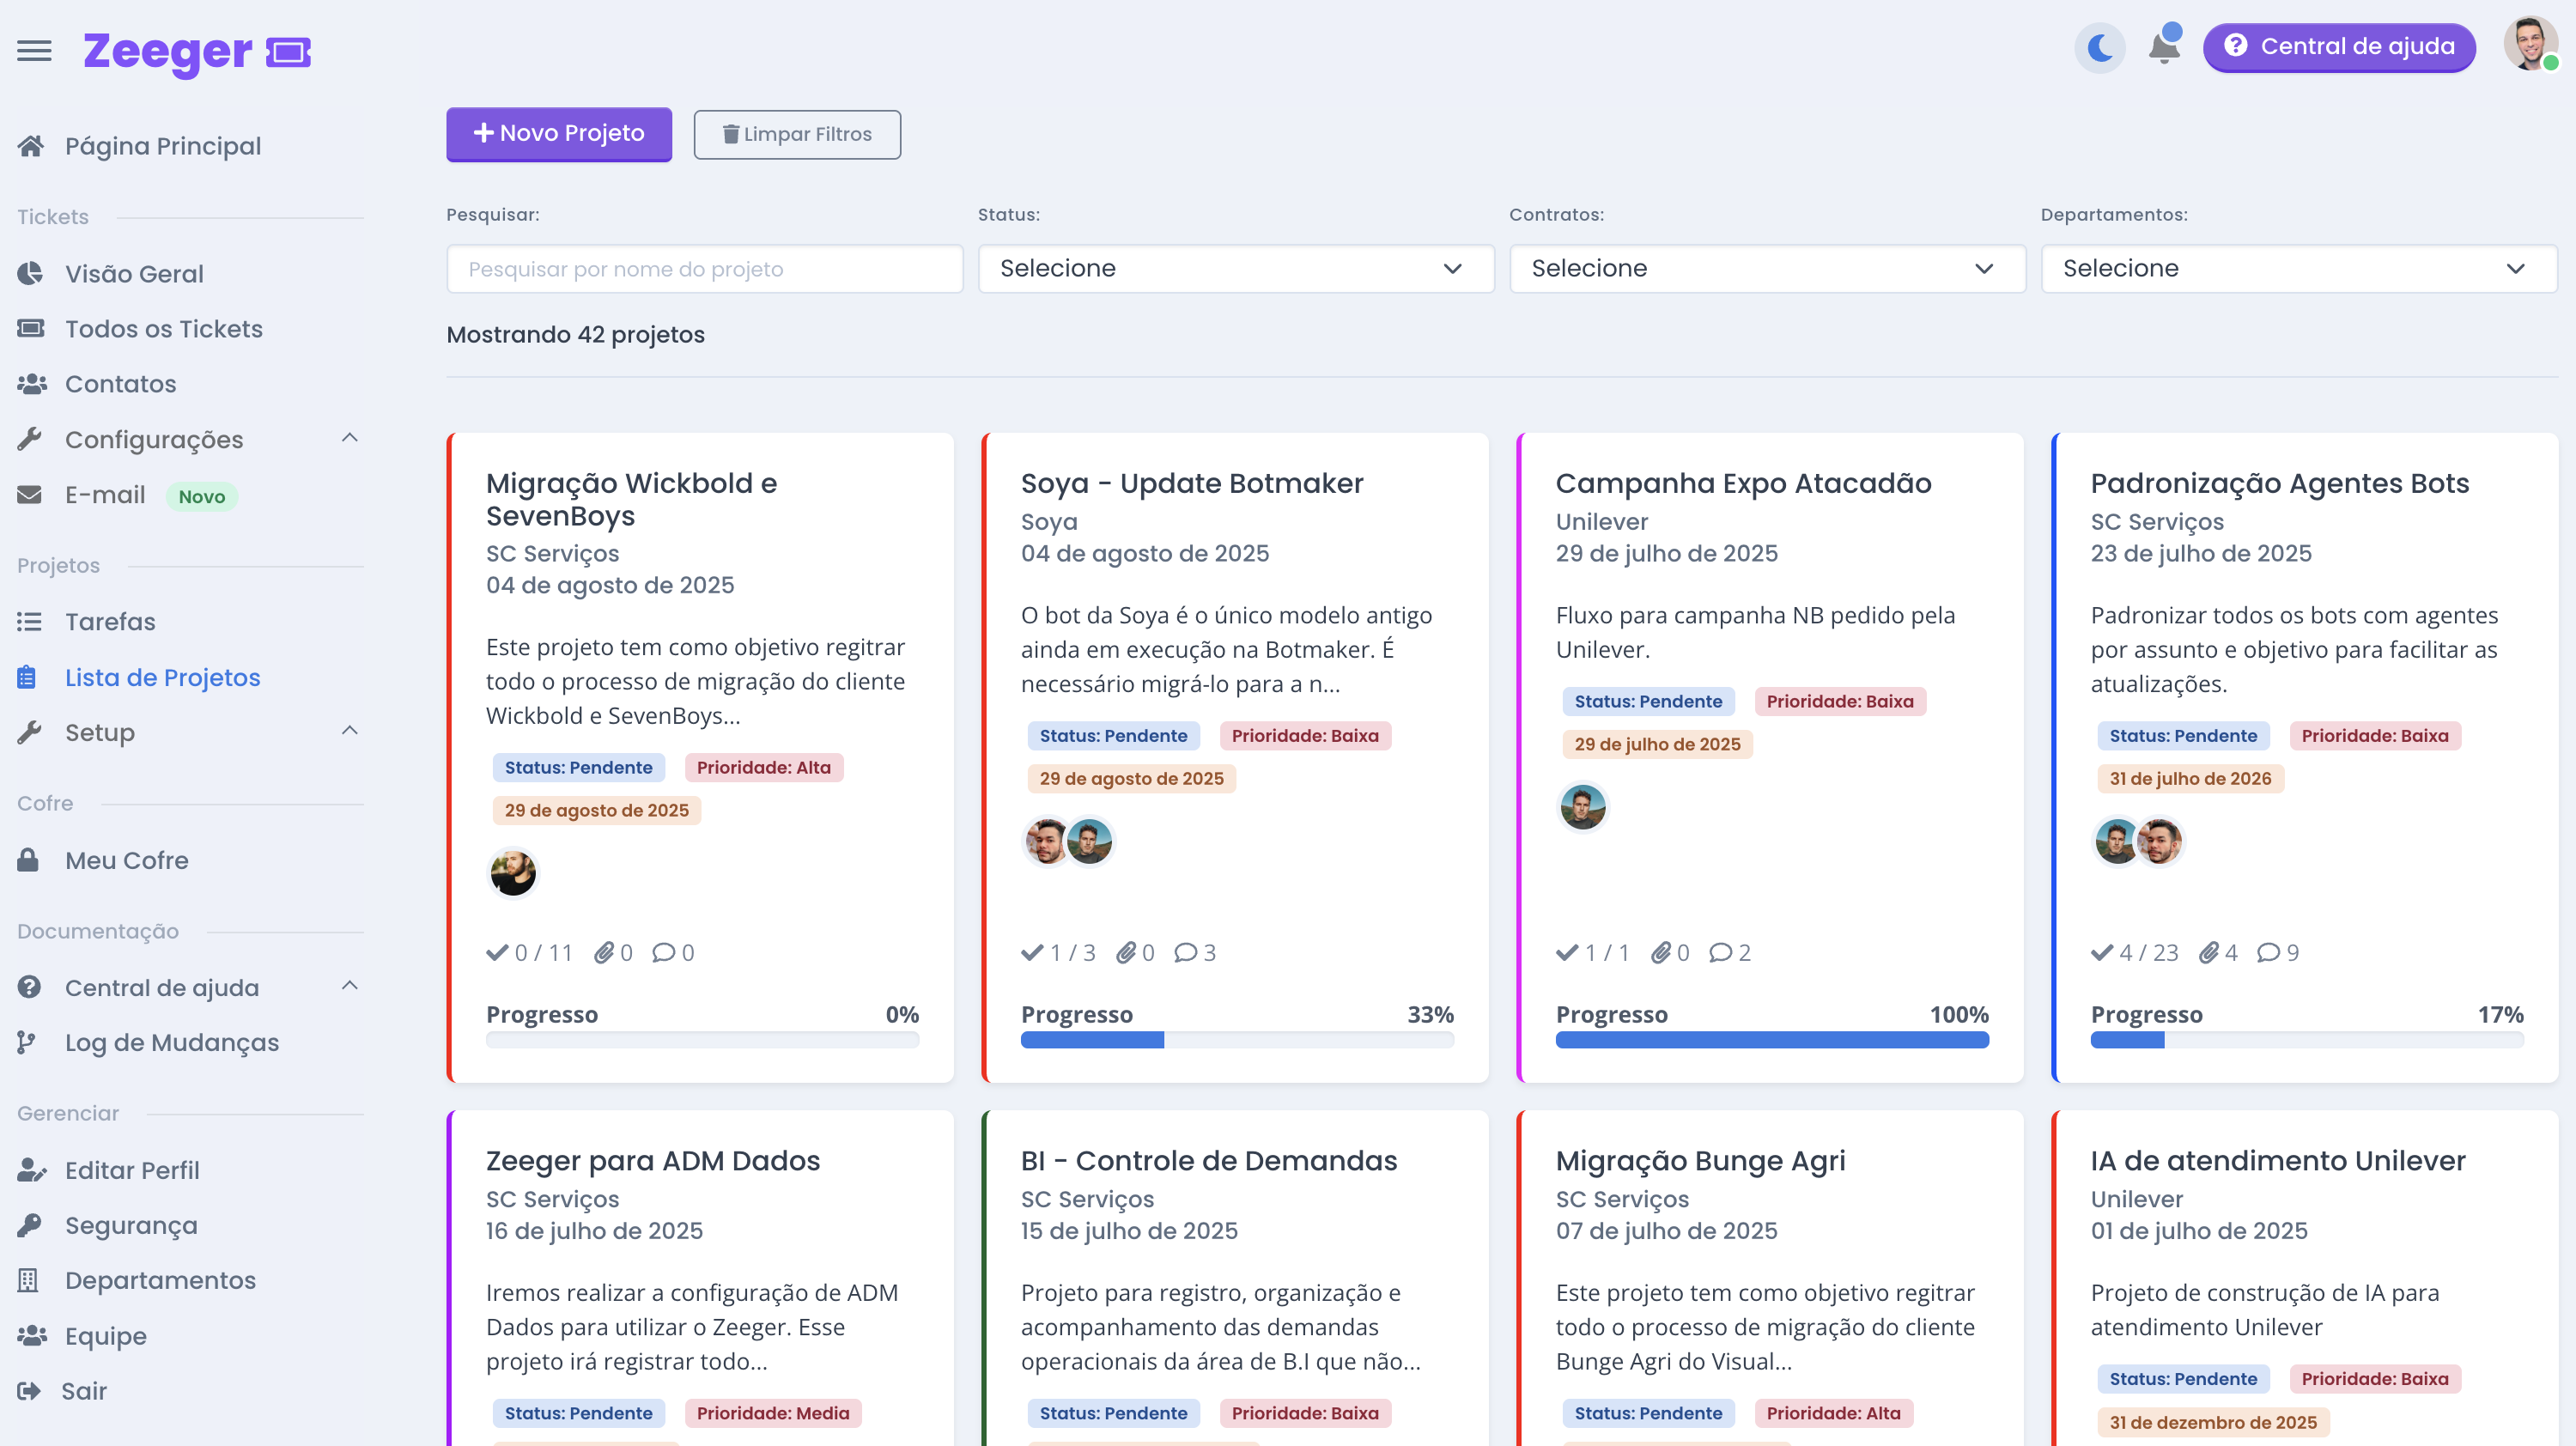 Zeeger
Central de ajuda
Página Principal
Tickets
Visão Geral
Todos os Tickets
Contatos
Configurações
E-mail Novo
Projetos
Tarefas
Lista de Projetos
Setup
Cofre
Meu Cofre
Documentação
Central de ajuda
Log de Mudanças
Gerenciar
Editar Perfil
Segurança
Departamentos
Equipe
Sair
Novo Projeto
Limpar Filtros
Pesquisar:
Pesquisar por nome do projeto
Status:
Selecione
Contratos:
Selecione
Departamentos:
Selecione
Mostrando 42 projetos
Migração Wickbold e
SevenBoys
SC Serviços
04 de agosto de 2025
Este projeto tem como objetivo regitrar
todo o processo de migração do cliente
Wickbold e SevenBoys...
Status: Pendente Prioridade: Alta
29 de agosto de 2025
0 / 11 0 0
Progresso 0%
Soya - Update Botmaker
Soya
04 de agosto de 2025
O bot da Soya é o único modelo antigo
ainda em execução na Botmaker. É
necessário migrá-lo para a n...
Status: Pendente Prioridade: Baixa
29 de agosto de 2025
1 / 3 0 3
Progresso 33%
Campanha Expo Atacadão
Unilever
29 de julho de 2025
Fluxo para campanha NB pedido pela
Unilever.
Status: Pendente Prioridade: Baixa
29 de julho de 2025
1 / 1 0 2
Progresso 100%
Padronização Agentes Bots
SC Serviços
23 de julho de 2025
Padronizar todos os bots com agentes
por assunto e objetivo para facilitar as
atualizações.
Status: Pendente Prioridade: Baixa
31 de julho de 2026
4 / 23 4 9
Progresso 17%
Zeeger para ADM Dados
SC Serviços
16 de julho de 2025
Iremos realizar a configuração de ADM
Dados para utilizar o Zeeger. Esse
projeto irá registrar todo...
Status: Pendente Prioridade: Media
BI - Controle de Demandas
SC Serviços
15 de julho de 2025
Projeto para registro, organização e
acompanhamento das demandas
operacionais da área de B.I que não...
Status: Pendente Prioridade: Baixa
Migração Bunge Agri
SC Serviços
07 de julho de 2025
Este projeto tem como objetivo regitrar
todo o processo de migração do cliente
Bunge Agri do Visual...
Status: Pendente Prioridade: Alta
IA de atendimento Unilever
Unilever
01 de julho de 2025
Projeto de construção de IA para
atendimento Unilever
Status: Pendente Prioridade: Baixa
31 de dezembro de 2025